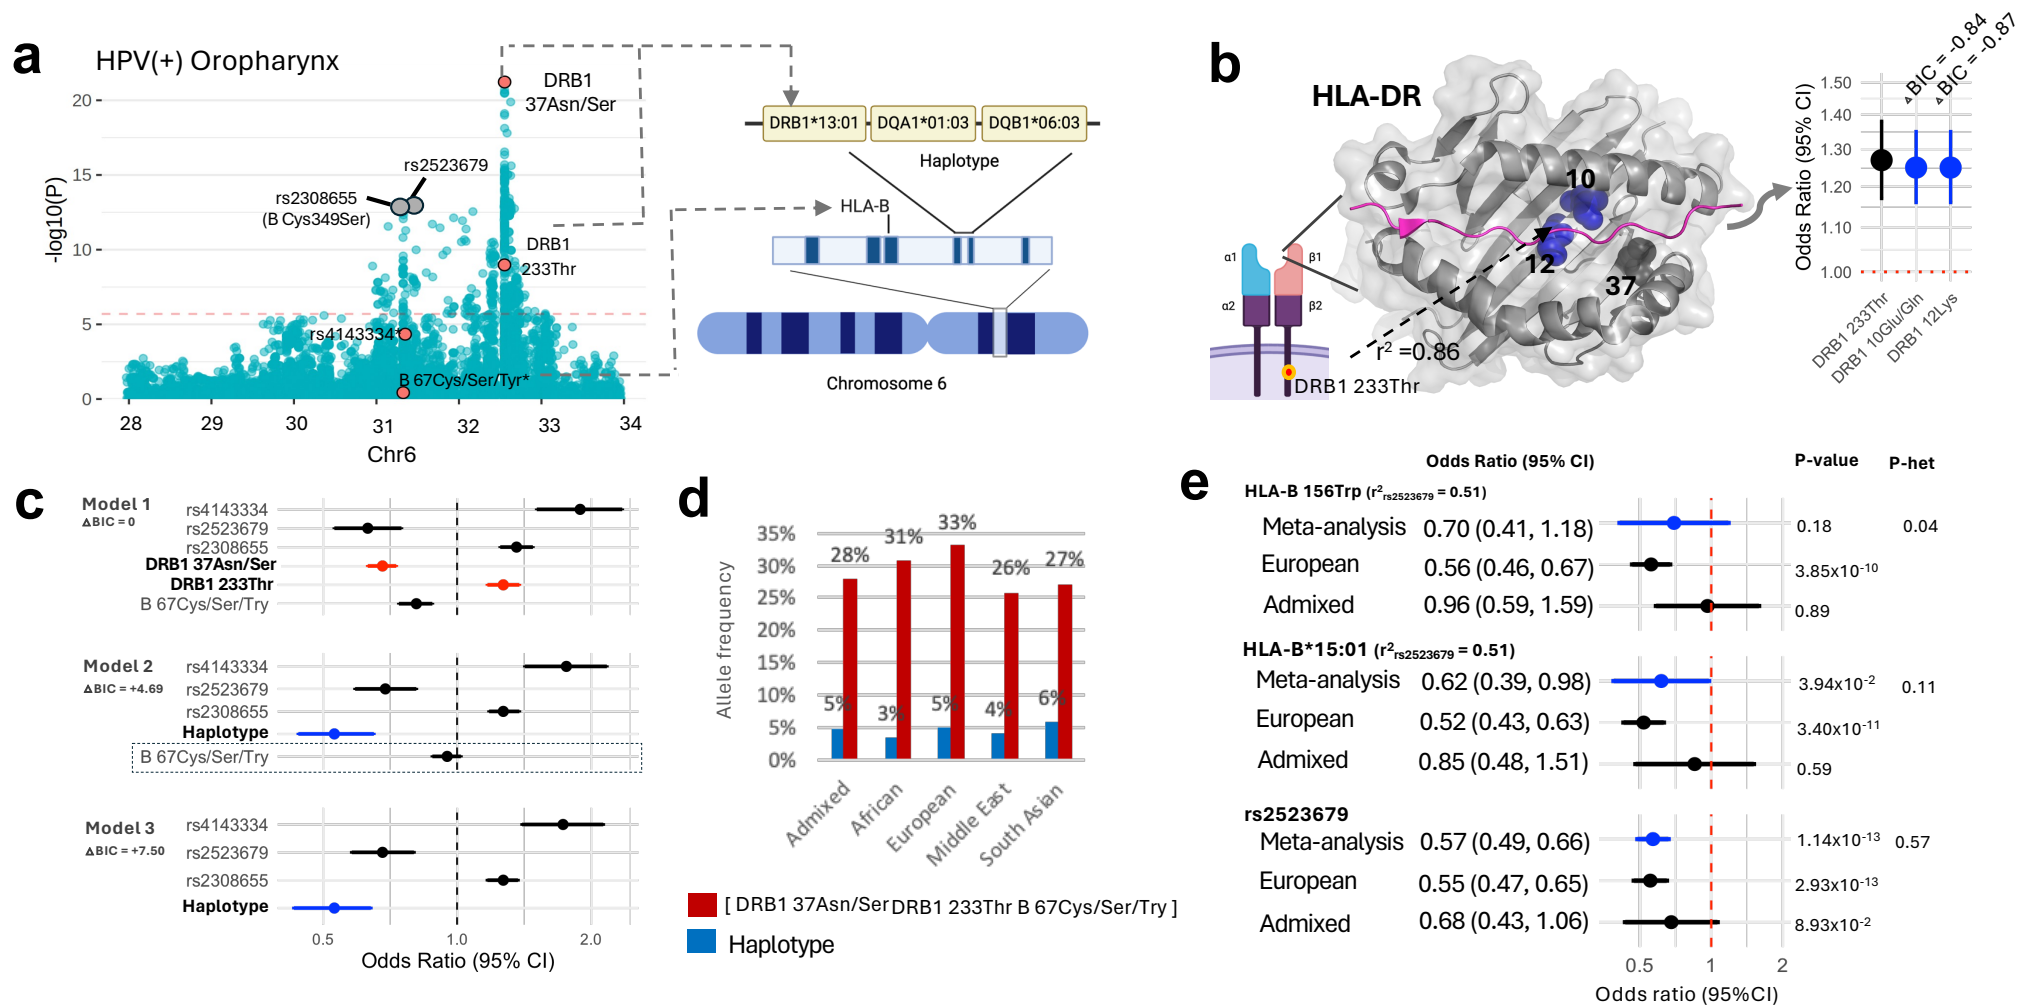 a
HPV(+) Oropharynx
-log10(P)
20
15
10
5
0
28
29
30
31
32
33
34
Chr6
DRB1
37Asn/Ser
rs2523679
rs2308655
(B Cys349Ser)
DRB1
233Thr
rs4143334*
B 67Cys/Ser/Tyr*
DRB1*13:01
DQA1*01:03
DQB1*06:03
Haplotype
HLA-B
Chromosome 6
b
HLA-DR
10
12
37
α1
β1
α2
β2
r2 =0.86
DRB1 233Thr
Odds Ratio (95% CI)
1.50
1.40
1.30
1.20
1.10
1.00
△BIC = -0.84
△BIC = -0.87
DRB1 233Thr
DRB1 10Glu/Gln
DRB1 12Lys
c
Model 1
△BIC = 0
rs4143334
rs2523679
rs2308655
DRB1 37Asn/Ser
DRB1 233Thr
B 67Cys/Ser/Try
Model 2
△BIC = +4.69
rs4143334
rs2523679
rs2308655
Haplotype
B 67Cys/Ser/Try
Model 3
△BIC = +7.50
rs4143334
rs2523679
rs2308655
Haplotype
0.5
1.0
2.0
Odds Ratio (95% CI)
d
Allele frequency
35%
30%
25%
20%
15%
10%
5%
0%
28%
31%
33%
26%
27%
5%
3%
5%
4%
6%
Admixed
African
European
Middle East
South Asian
[ DRB1 37Asn/Ser DRB1 233Thr B 67Cys/Ser/Try ]
Haplotype
e
Odds Ratio (95% CI) P-value P-het
HLA-B 156Trp (r2rs2523679 = 0.51)
Meta-analysis 0.70 (0.41, 1.18) 0.18 0.04
European 0.56 (0.46, 0.67) 3.85x10-10
Admixed 0.96 (0.59, 1.59) 0.89
HLA-B*15:01 (r2rs2523679 = 0.51)
Meta-analysis 0.62 (0.39, 0.98) 3.94x10-2 0.11
European 0.52 (0.43, 0.63) 3.40x10-11
Admixed 0.85 (0.48, 1.51) 0.59
rs2523679
Meta-analysis 0.57 (0.49, 0.66) 1.14x10-13 0.57
European 0.55 (0.47, 0.65) 2.93x10-13
Admixed 0.68 (0.43, 1.06) 8.93x10-2
0.5
1
2
Odds ratio (95%CI)